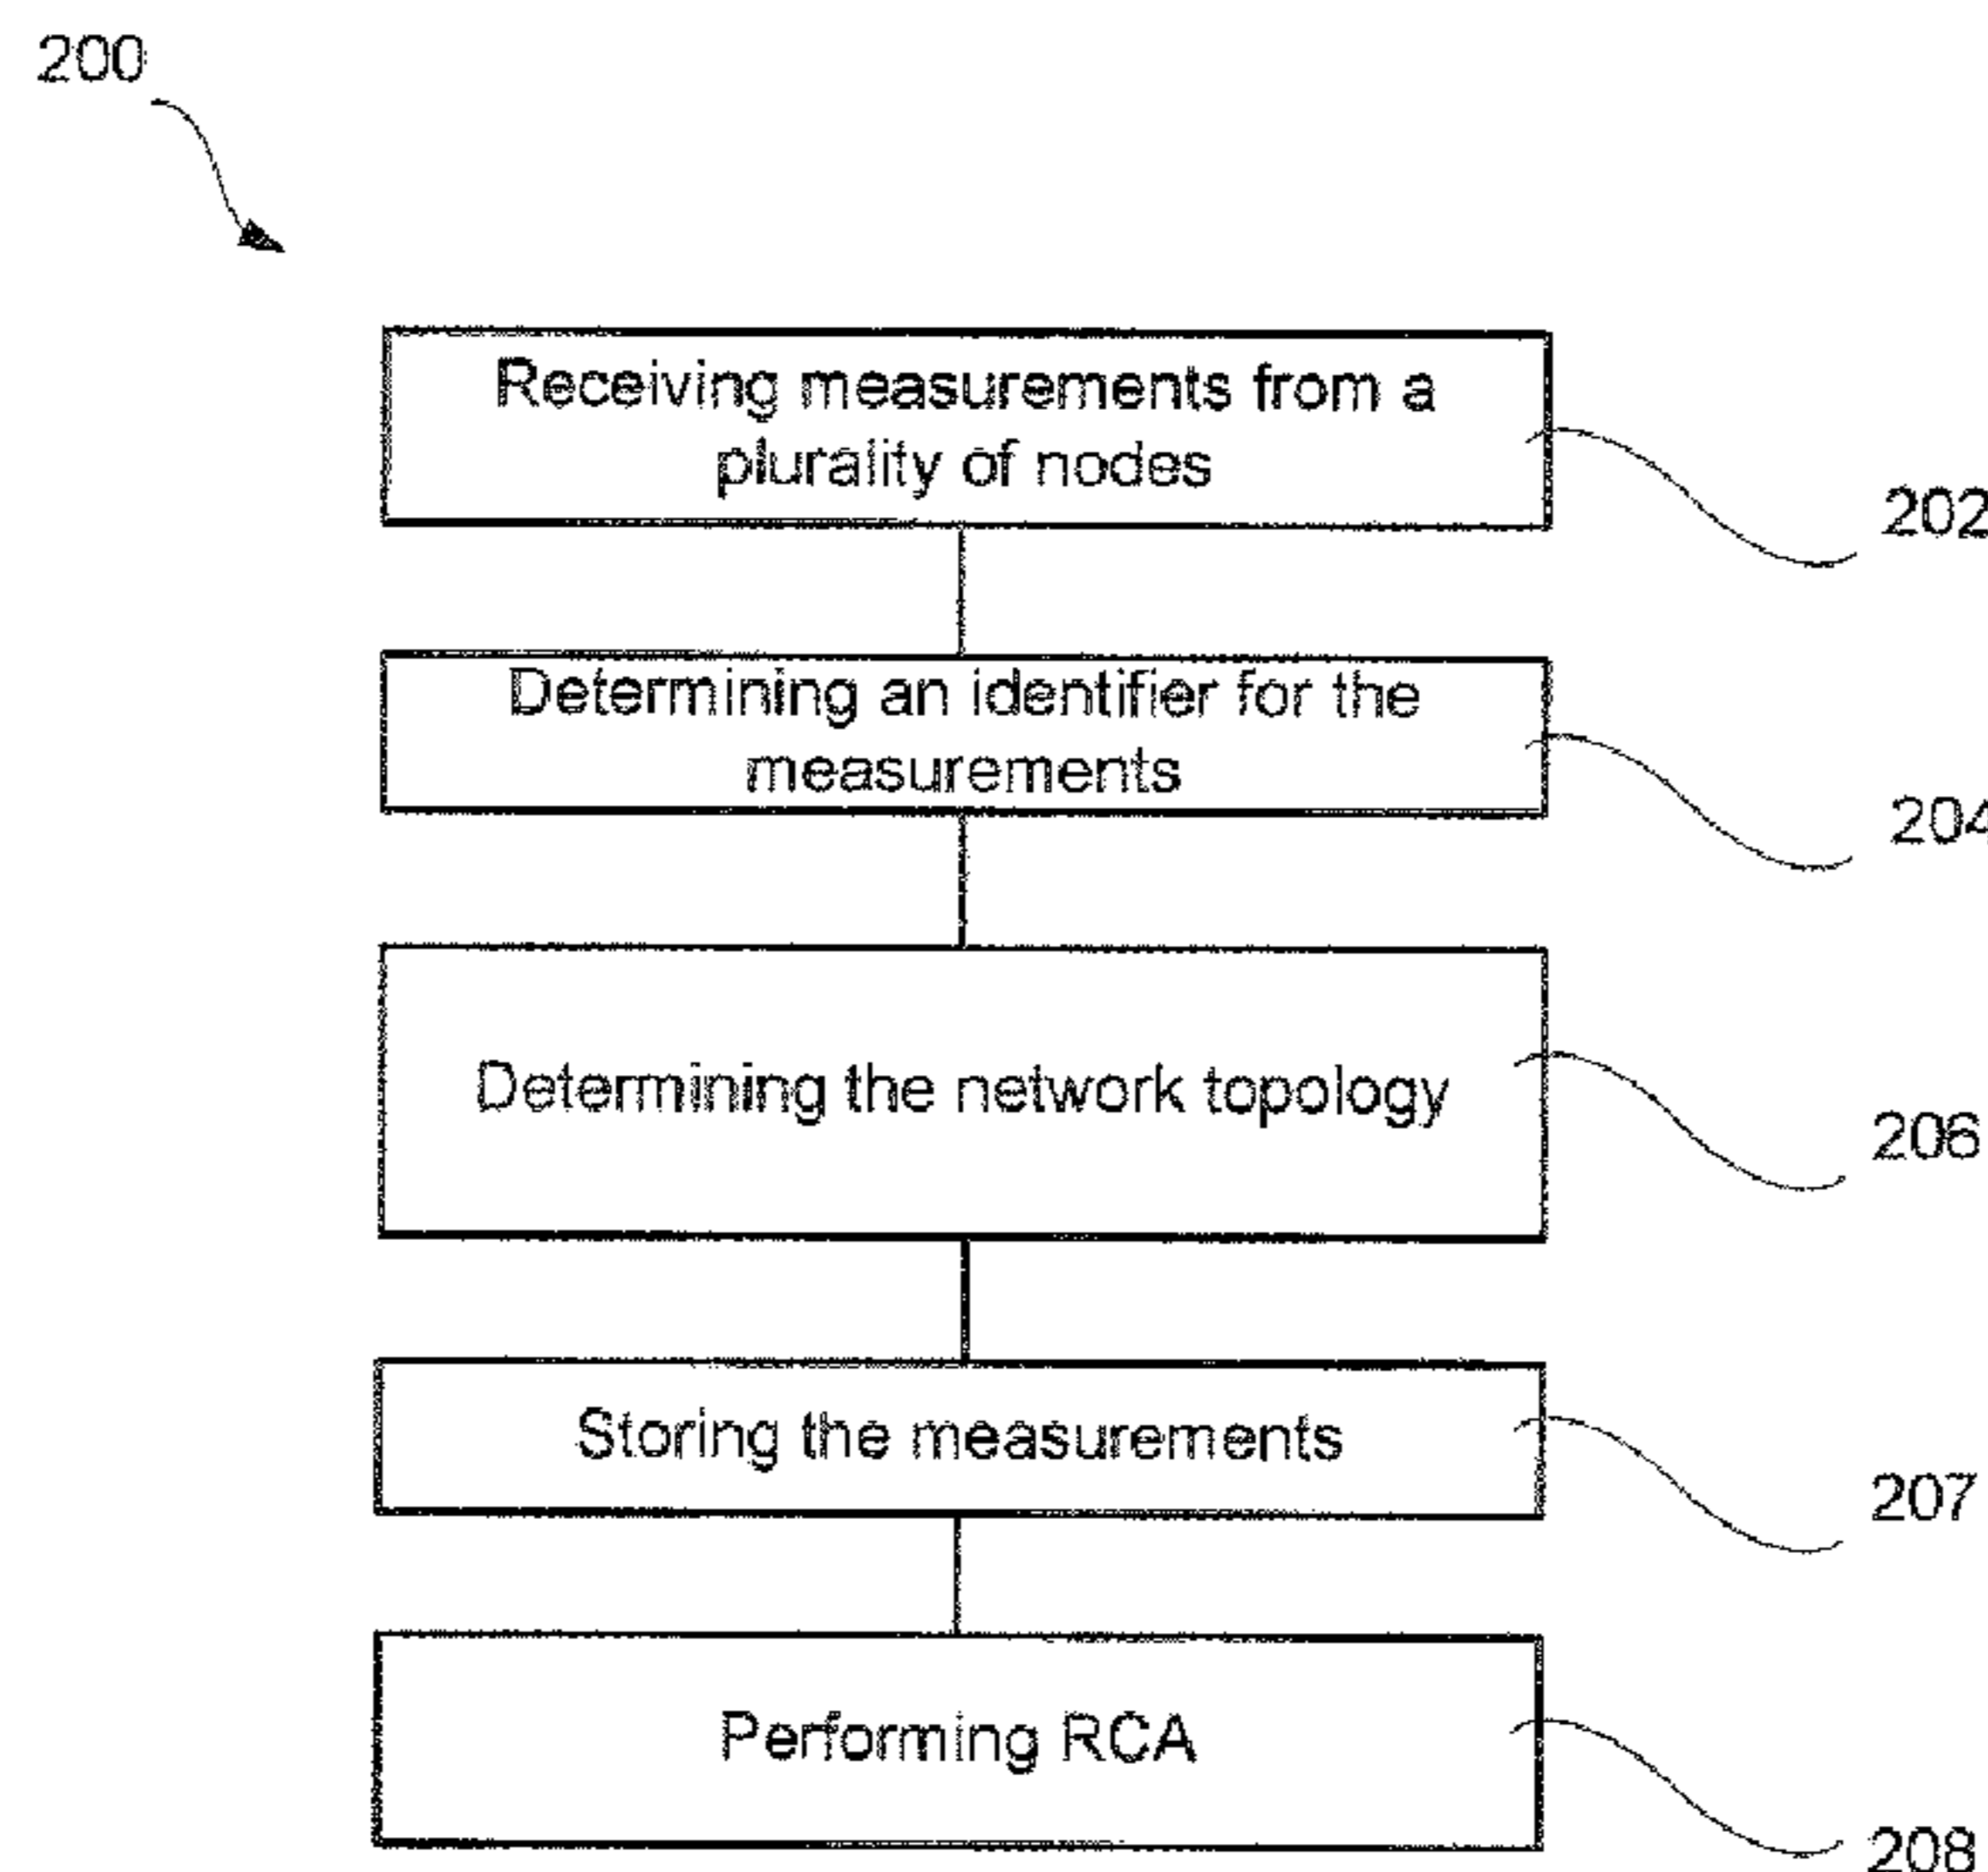 200
Receiving measurements from a
plurality of nodes
202
Determining an identifier for the
measurements
204
Determining the network topology
206
Storing the measurements
207
Performing RCA
208